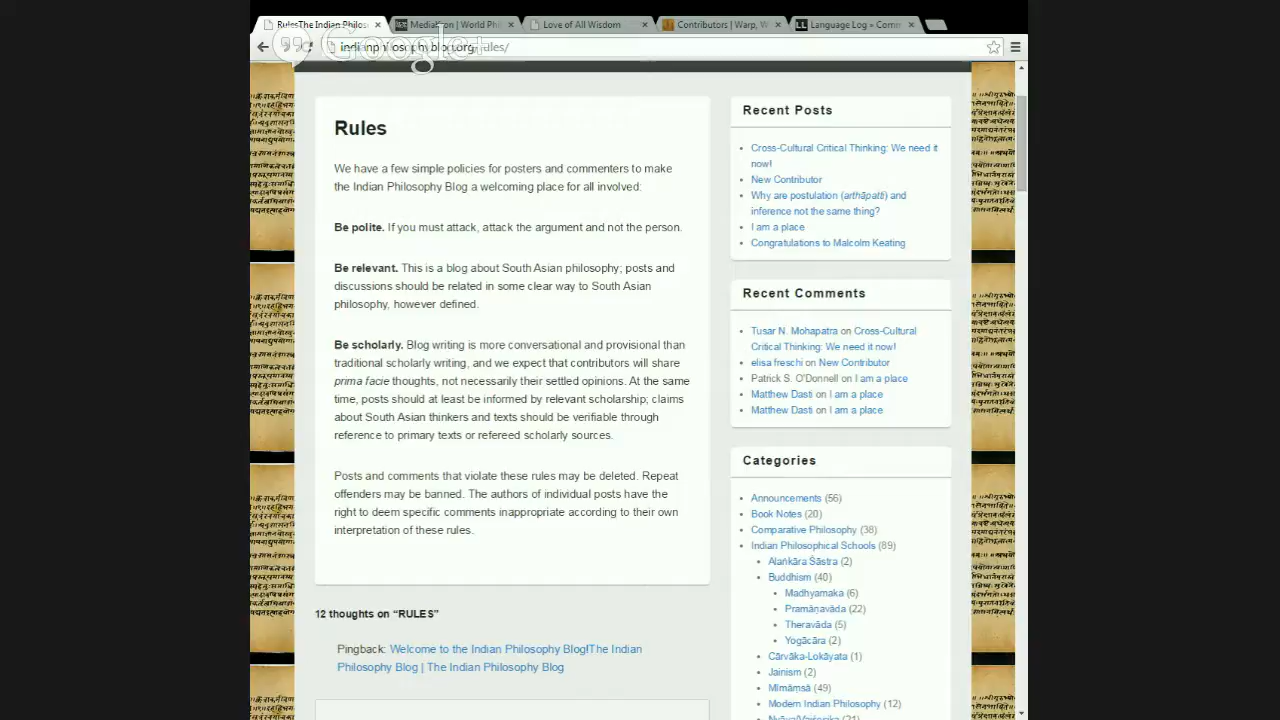 RulesThe Indian Philos
Media
on | World Phi
Love of All Wisdom
Contributors | Warp, W
Language Log » Comm
Google+
indianphilosophyblog.org/rules/
Rules
We have a few simple policies for posters and commenters to make
the Indian Philosophy Blog a welcoming place for all involved:
Be polite. If you must attack, attack the argument and not the person.
Be relevant. This is a blog about South Asian philosophy; posts and
discussions should be related in some clear way to South Asian
philosophy, however defined.
Be scholarly. Blog writing is more conversational and provisional than
traditional scholarly writing, and we expect that contributors will share
prima facie thoughts, not necessarily their settled opinions. At the same
time, posts should at least be informed by relevant scholarship; claims
about South Asian thinkers and texts should be verifiable through
reference to primary texts or refereed scholarly sources.
Posts and comments that violate these rules may be deleted. Repeat
offenders may be banned. The authors of individual posts have the
right to deem specific comments inappropriate according to their own
interpretation of these rules.
12 thoughts on “RULES”
Pingback: Welcome to the Indian Philosophy Blog!The Indian
Philosophy Blog | The Indian Philosophy Blog
Recent Posts
Cross-Cultural Critical Thinking: We need it
now!
New Contributor
Why are postulation (arthāpatti) and
inference not the same thing?
I am a place
Congratulations to Malcolm Keating
Recent Comments
Tusar N. Mohapatra on Cross-Cultural
Critical Thinking: We need it now!
elisa freschi on New Contributor
Patrick S. O'Donnell on I am a place
Matthew Dasti on I am a place
Matthew Dasti on I am a place
Categories
Announcements (56)
Book Notes (20)
Comparative Philosophy (38)
Indian Philosophical Schools (89)
Alaṅkāra Śāstra (2)
Buddhism (40)
Madhyamaka (6)
Pramāṇavāda (22)
Theravāda (5)
Yogācāra (2)
Cārvāka-Lokāyata (1)
Jainism (2)
Mīmāṃsā (49)
Modern Indian Philosophy (12)